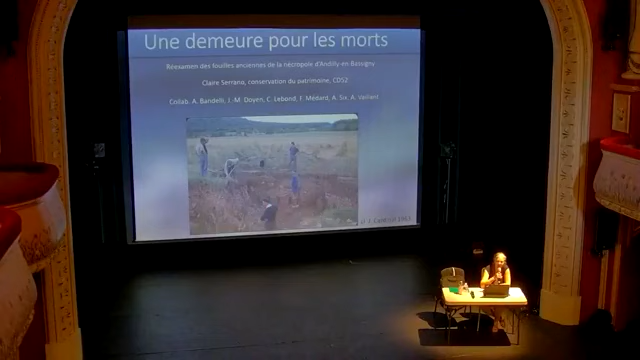 Une demeure pour les morts
Réexamen des fouilles anciennes de la nécropole d'Andilly-en-Bassigny
Claire Serrano, conservation du patrimoine, CD52
Collab. A. Bandelli, J.-M. Doyen, C. Lebond, F. Médard, A. Six, A. Vaillant